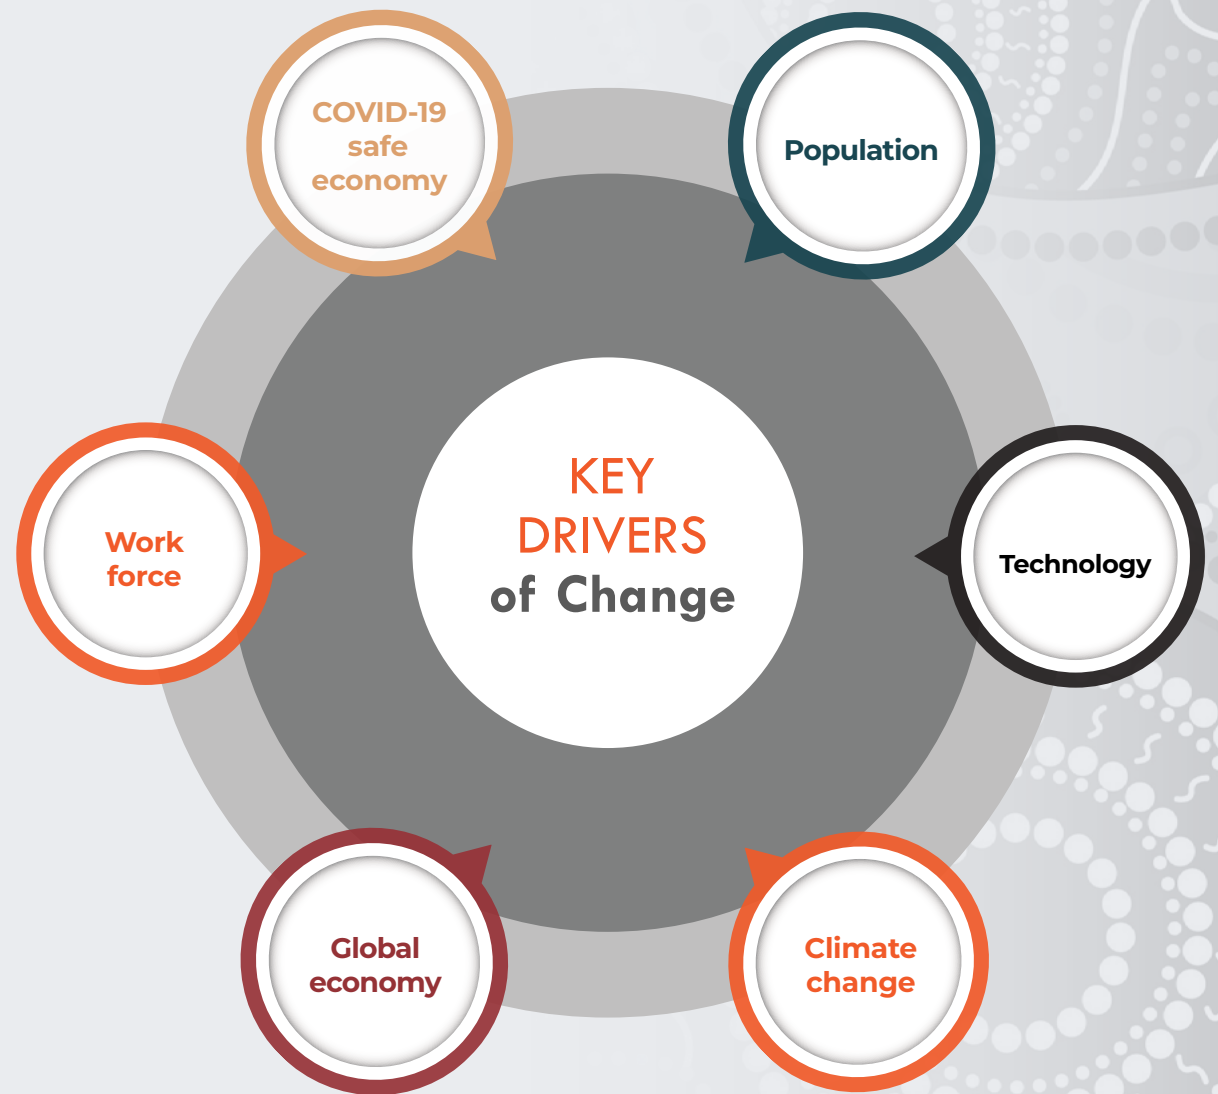 COVID-19
safe
economy
Population
Work
force
KEY
DRIVERS
of Change
Technology
Global
economy
Climate
change